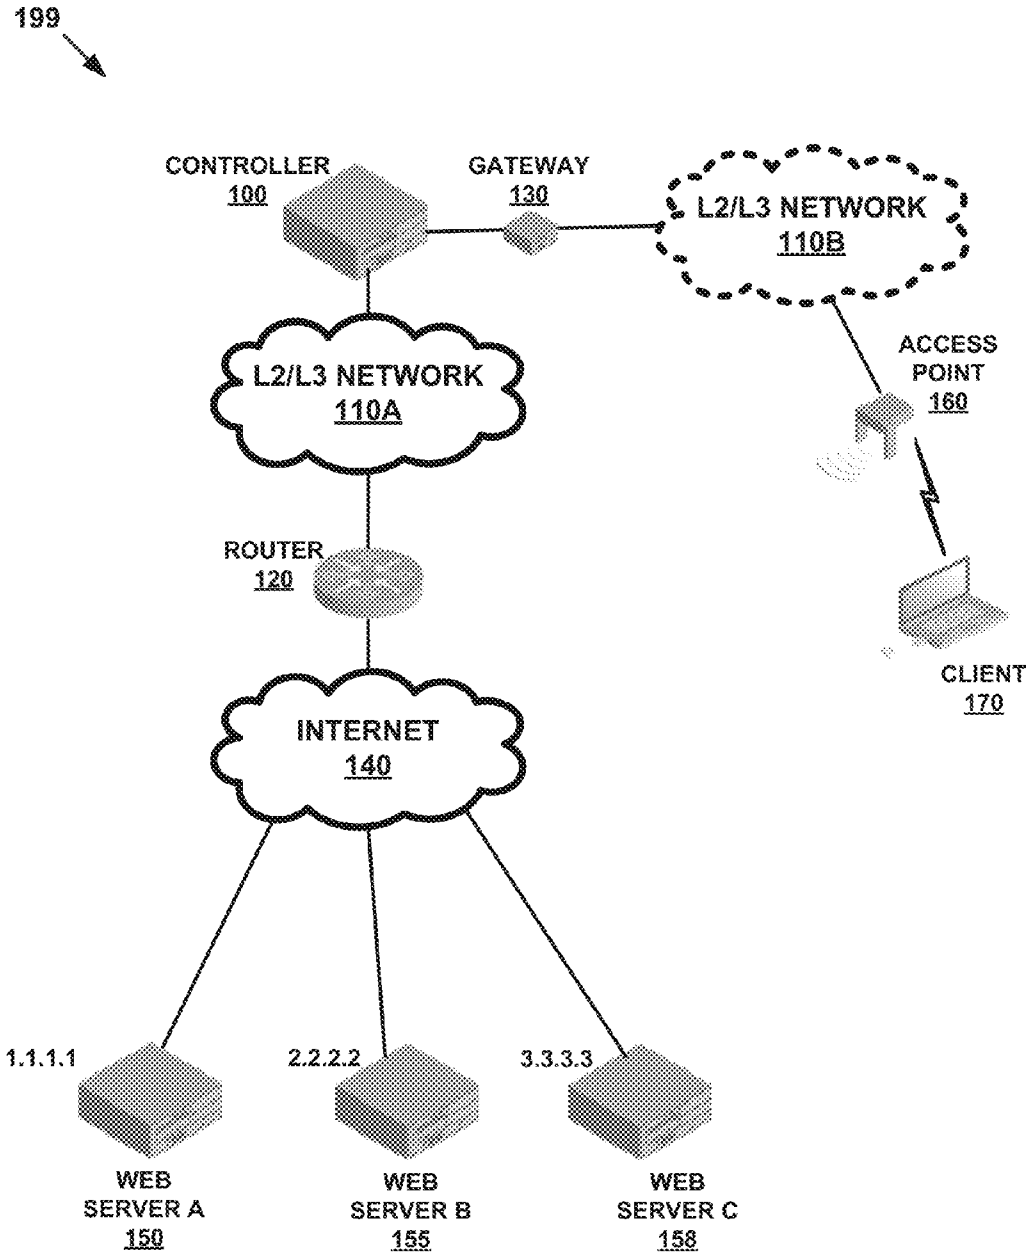 199
CONTROLLER
100
GATEWAY
130
L2/L3 NETWORK
110B
ACCESS
POINT
160
L2/L3 NETWORK
110A
ROUTER
120
CLIENT
170
INTERNET
140
1.1.1.1
2.2.2.2
3.3.3.3
WEB
SERVER A
150
WEB
SERVER B
155
WEB
SERVER C
158